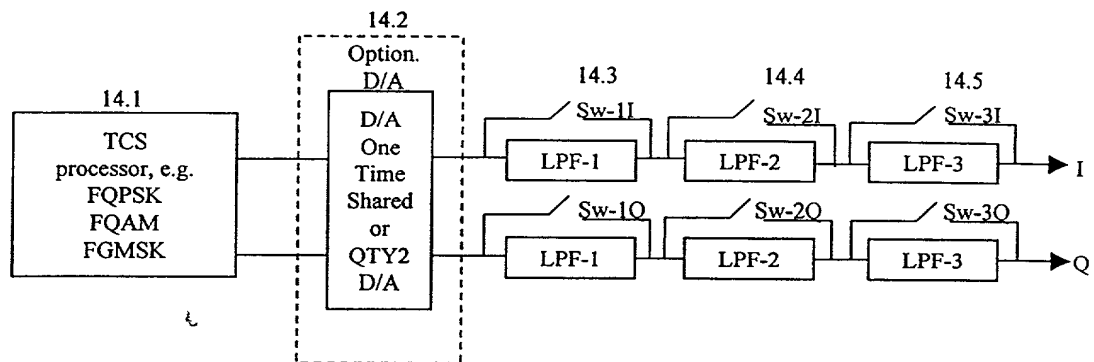 14.2
Option.
D/A
14.1
TCS
processor, e.g.
FQPSK
FQAM
FGMSK
D/A
One
Time
Shared
or
QTY2
D/A
14.3
14.4
14.5
Sw-1I
Sw-2I
Sw-3I
LPF-1
LPF-2
LPF-3
I
Sw-1Q
Sw-2Q
Sw-3Q
LPF-1
LPF-2
LPF-3
Q